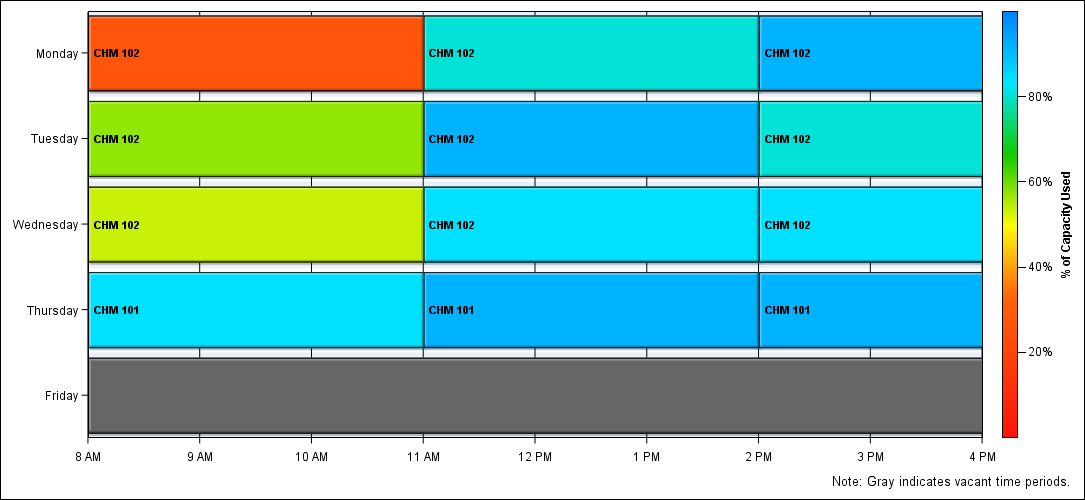 Monday
CHM 102
CHM 102
CHM 102
Tuesday
CHM 102
CHM 102
CHM 102
Wednesday
CHM 102
CHM 102
CHM 102
Thursday
CHM 101
CHM 101
CHM 101
Friday
8 AM
9 AM
10 AM
11 AM
12 PM
1 PM
2 PM
3 PM
4 PM
80%
60%
40%
20%
% of Capacity Used
Note: Gray indicates vacant time periods.